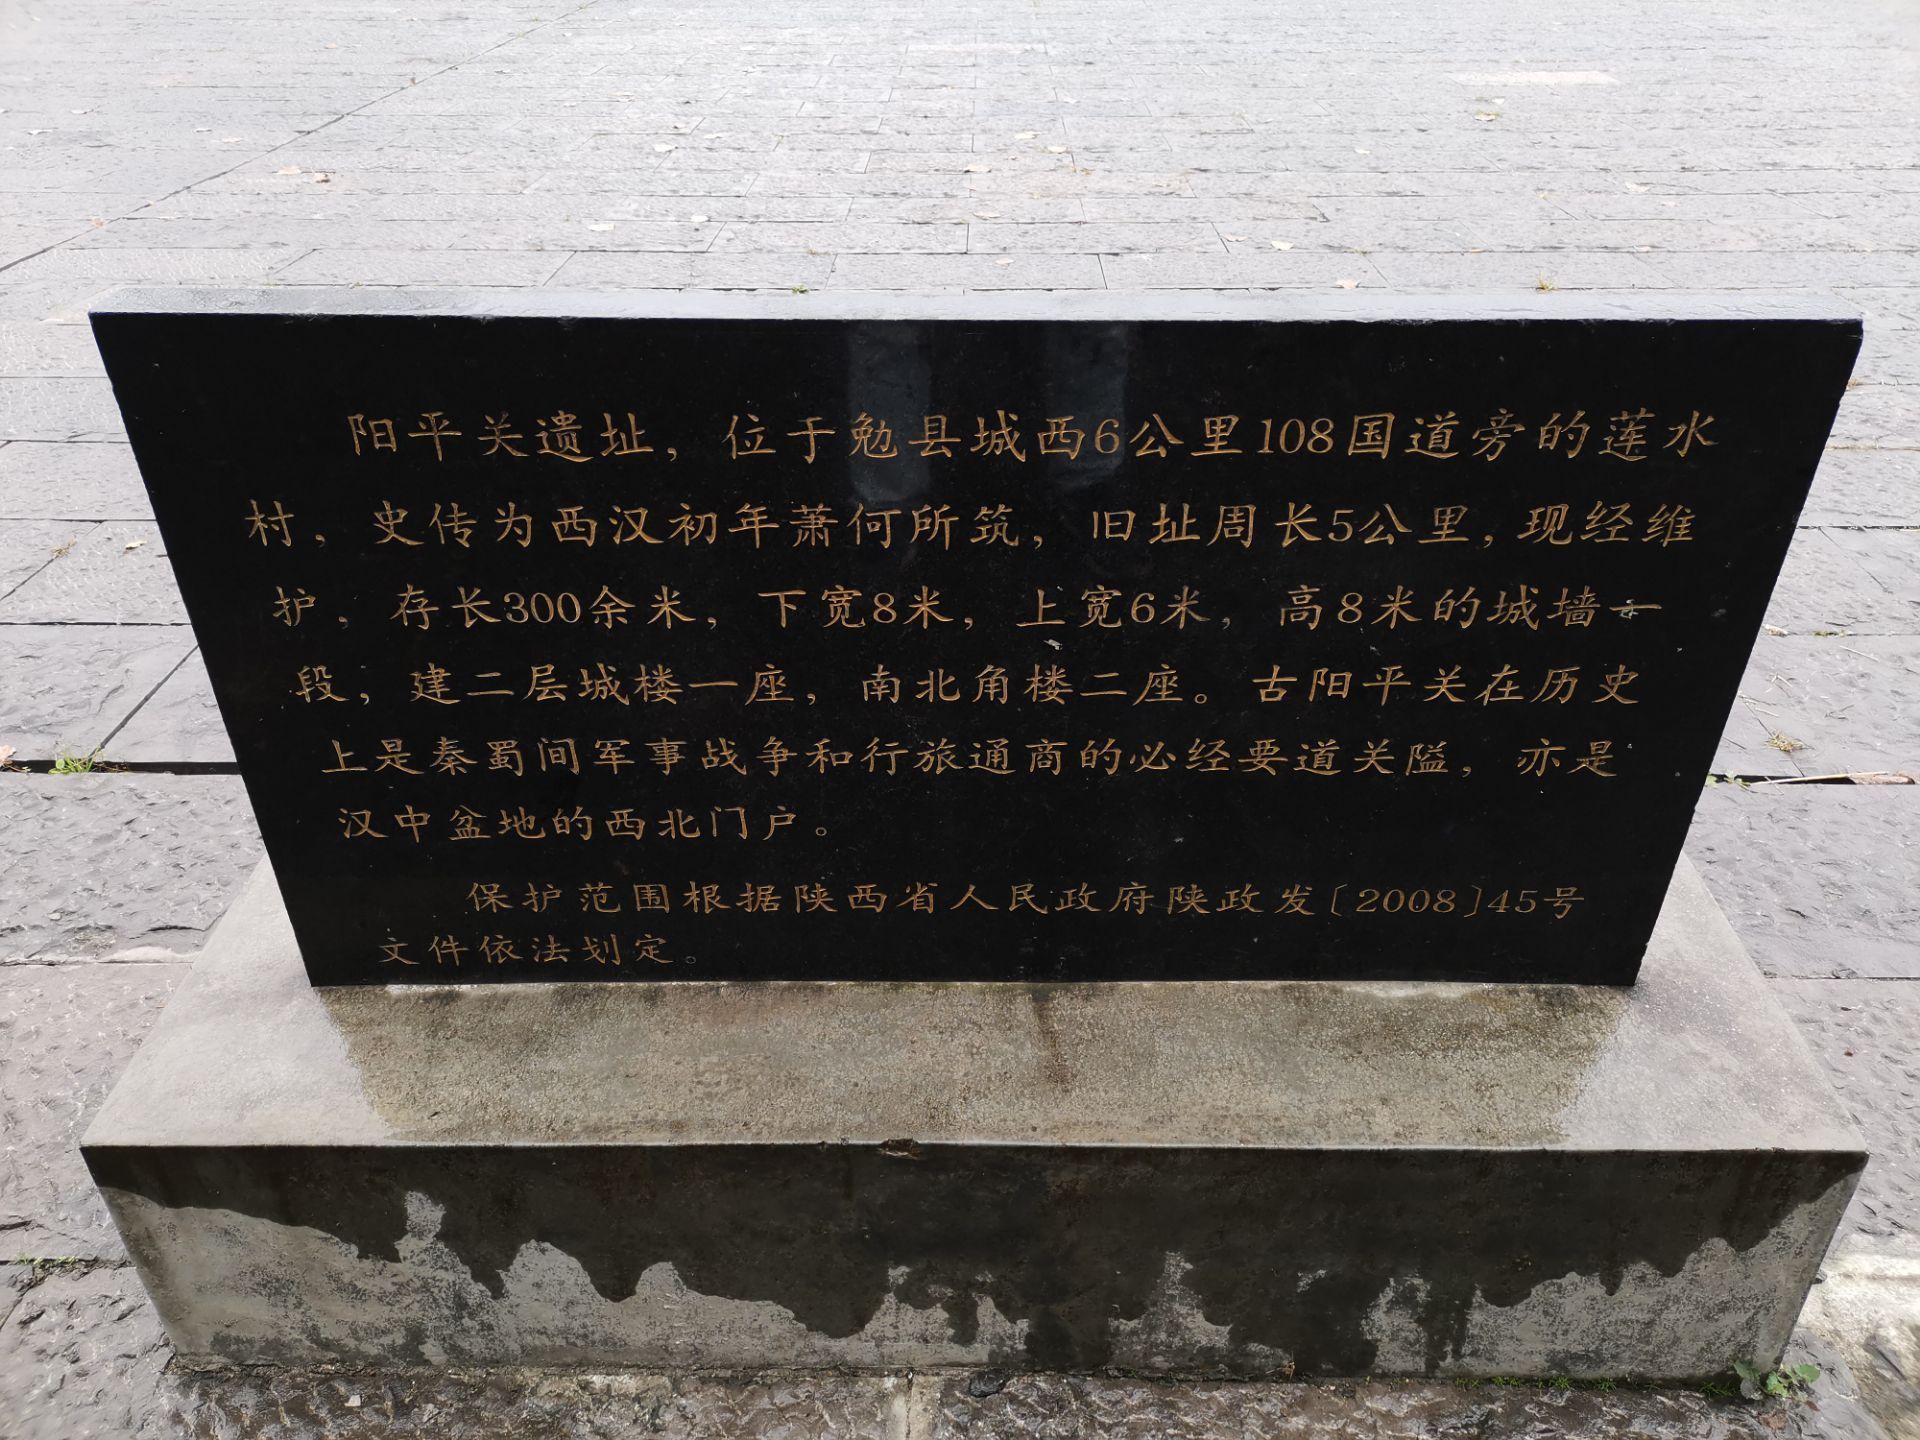 阳平关遗址，位于勉县城西6公里108国道旁的莲水
村，史传为西汉初年萧何所筑，旧址周长5公里，现经维
护，存长300余米，下宽8米，上宽6米，高8米的城墙一
段，建二层城楼一座，南北角楼二座。古阳平关在历史
上是秦蜀间军事战争和行旅通商的必经要道关隘，亦是
汉中盆地的西北门户。
保护范围根据陕西省人民政府陕政发〔2008〕45号
文件依法划定。